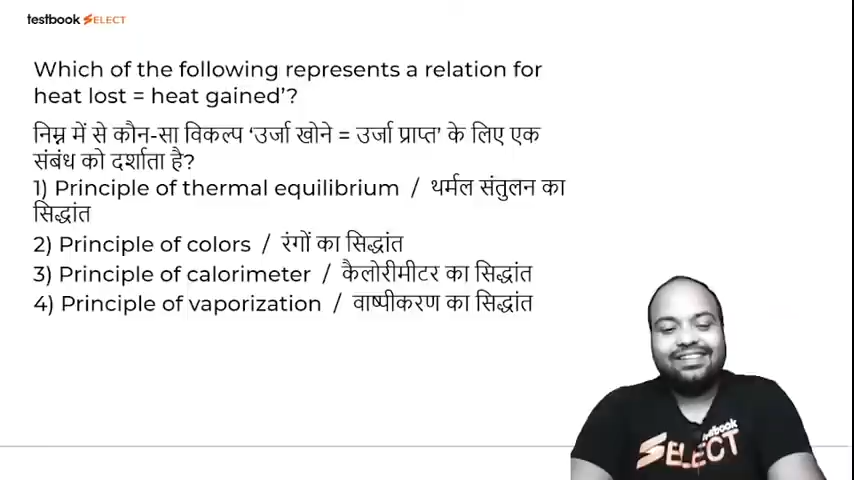 testbook SELECT
Which of the following represents a relation for
heat lost = heat gained’?
निम्न में से कौन-सा विकल्प ‘उर्जा खोने = उर्जा प्राप्त’ के लिए एक
संबंध को दर्शाता है?
1) Principle of thermal equilibrium / थर्मल संतुलन का
सिद्धांत
2) Principle of colors / रंगों का सिद्धांत
3) Principle of calorimeter / कैलोरीमीटर का सिद्धांत
4) Principle of vaporization / वाष्पीकरण का सिद्धांत
testbook
SELECT